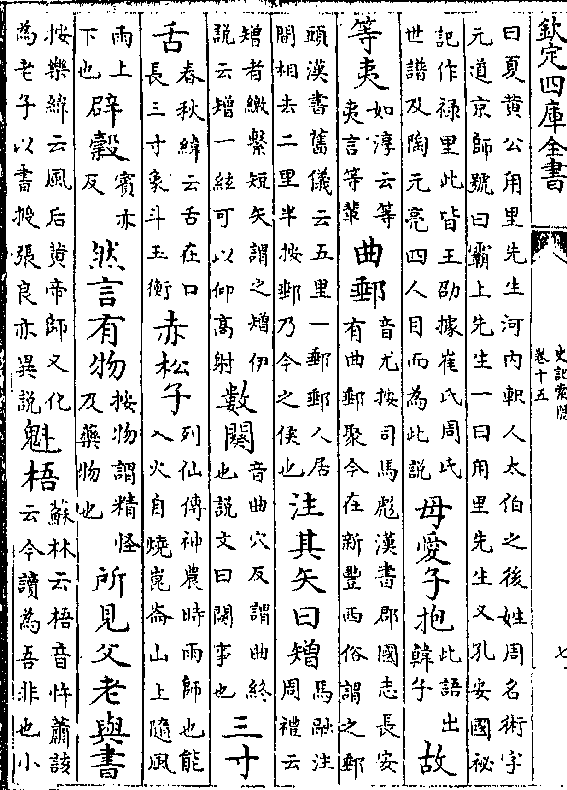 欽定四庫全書
史記索隱
卷十五
七
曰夏黄公用里先生河内軹人太伯之後姓周名術字
元道京師號曰霸上先生一曰用里先生又孔安國祕
記作禄里此皆王劭據崔氏周氏世譜及陶元亮四人目而為此説母愛子抱此語出韓子故
等夷如淳云等夷言等輩曲郵音尤按司馬彪漢書郡國志長安有曲郵聚今在新豐西俗謂之郵
頭漢書舊儀云五里一郵郵人居間相去二里半按郵乃今之候也注其矢曰矰馬融注周禮云
矰者繳繫短矢謂之矰伊説云矰一絃可以仰髙射數闋音曲穴反謂曲終也説文曰闋事也三寸
舌春秋緯云舌在口長三寸象斗玉衡赤松子列仙傳神農時雨師也能入火自燒崑崙山上隨風
雨上下也辟穀賓亦反然言有物按物謂精怪及藥物也所見父老與書
按樂緯云風后黄帝師又化為老子以書授張良亦異説魁梧蘇林云梧音忤蕭該云今讀為吾非也小